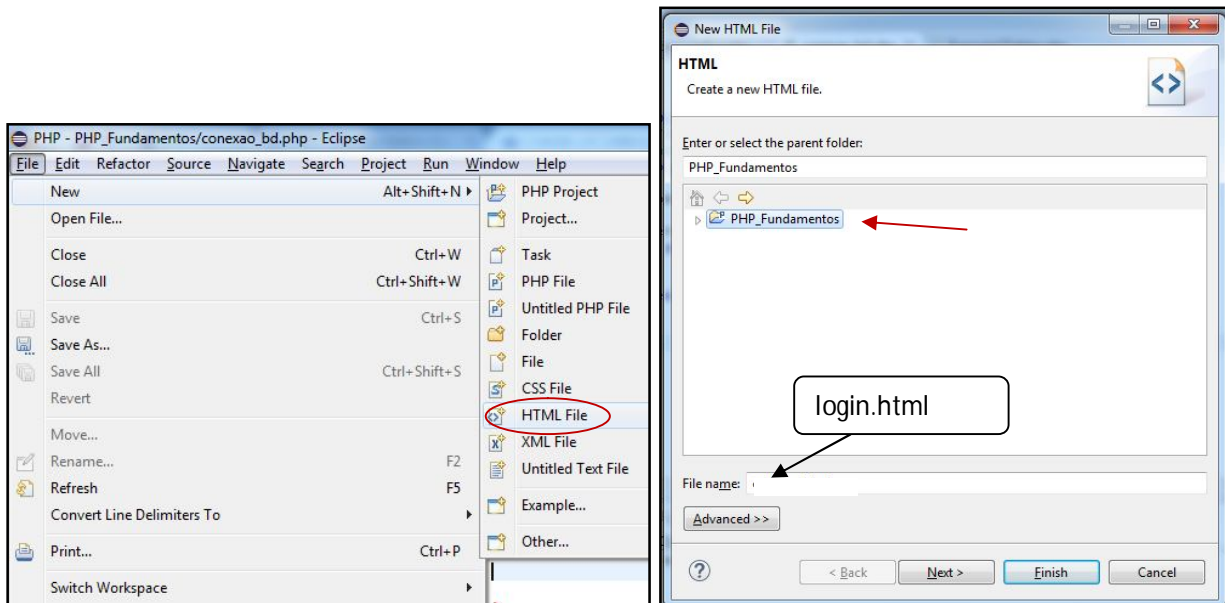 PHP - PHP_Fundamentos/conexao_bd.php - Eclipse
File Edit Refactor Source Navigate Search Project Run Window Help
New Alt+Shift+N
Open File...
Close Ctrl+W
Close All Ctrl+Shift+W
Save Ctrl+S
Save As...
Save All Ctrl+Shift+S
Revert
Move...
Rename... F2
Refresh F5
Convert Line Delimiters To
Print... Ctrl+P
Switch Workspace
PHP Project
Project...
Task
PHP File
Untitled PHP File
Folder
File
CSS File
HTML File
XML File
Untitled Text File
Example...
Other...
New HTML File
HTML
Create a new HTML file.
Enter or select the parent folder:
PHP_Fundamentos
PHP_Fundamentos
login.html
File name:
Advanced >>
< Back Next > Finish Cancel